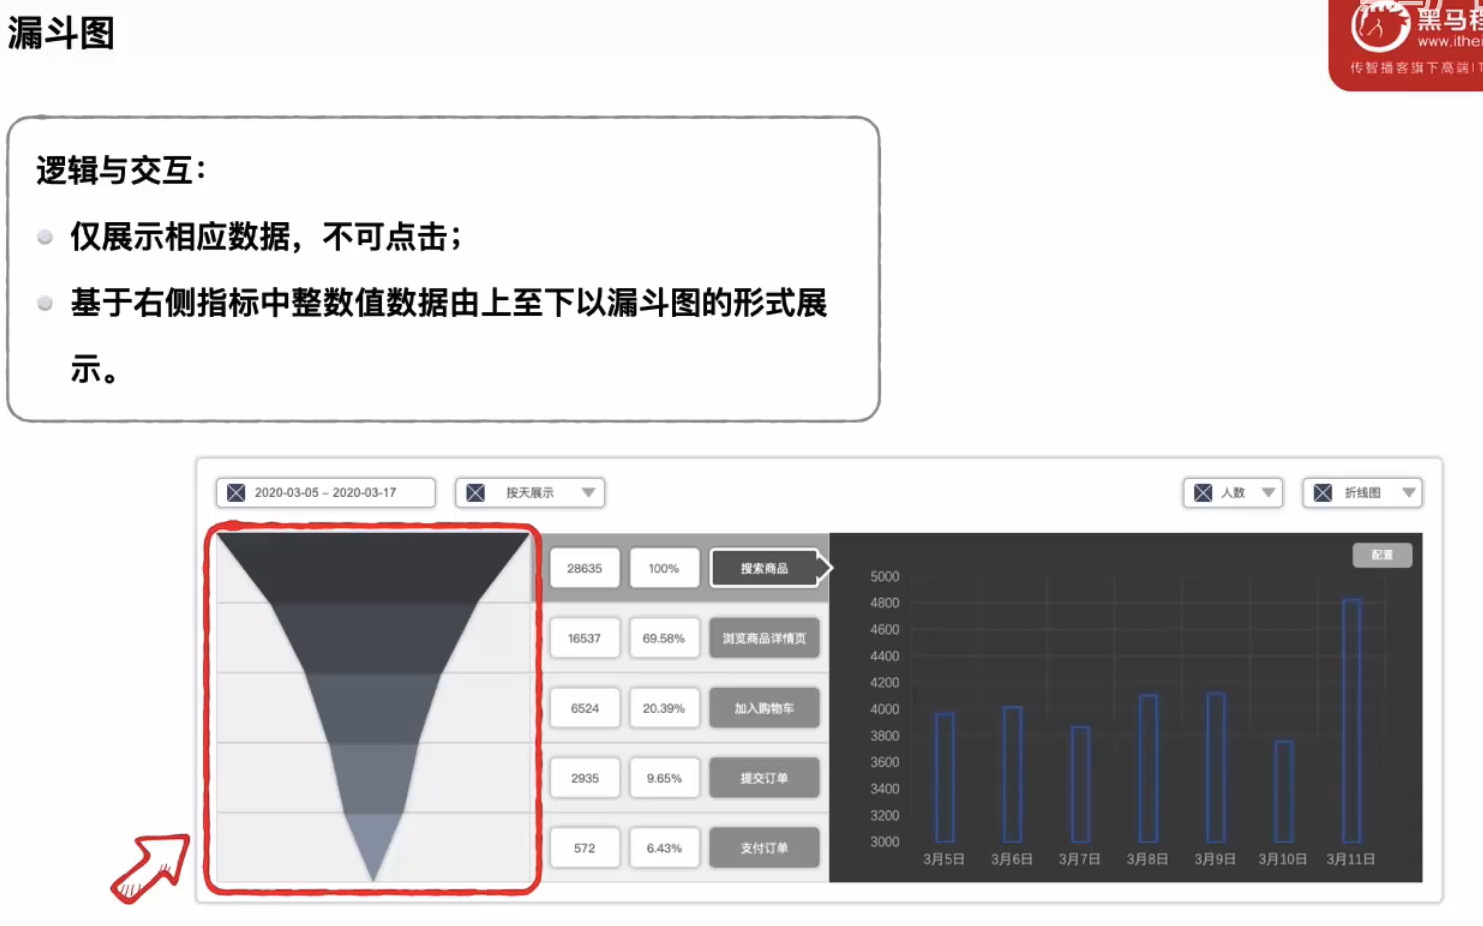 漏斗图
黑马程
www.ithei
传智播客旗下高端IT
逻辑与交互：
仅展示相应数据，不可点击；
基于右侧指标中整数值数据由上至下以漏斗图的形式展
示。
2020-03-05 – 2020-03-17
按天展示
人数
折线图
28635 100% 搜索商品
16537 69.58% 浏览商品详情页
6524 20.39% 加入购物车
2935 9.65% 提交订单
572 6.43% 支付订单
配置
5000
4800
4600
4400
4200
4000
3800
3600
3400
3200
3000
3月5日 3月6日 3月7日 3月8日 3月9日 3月10日 3月11日